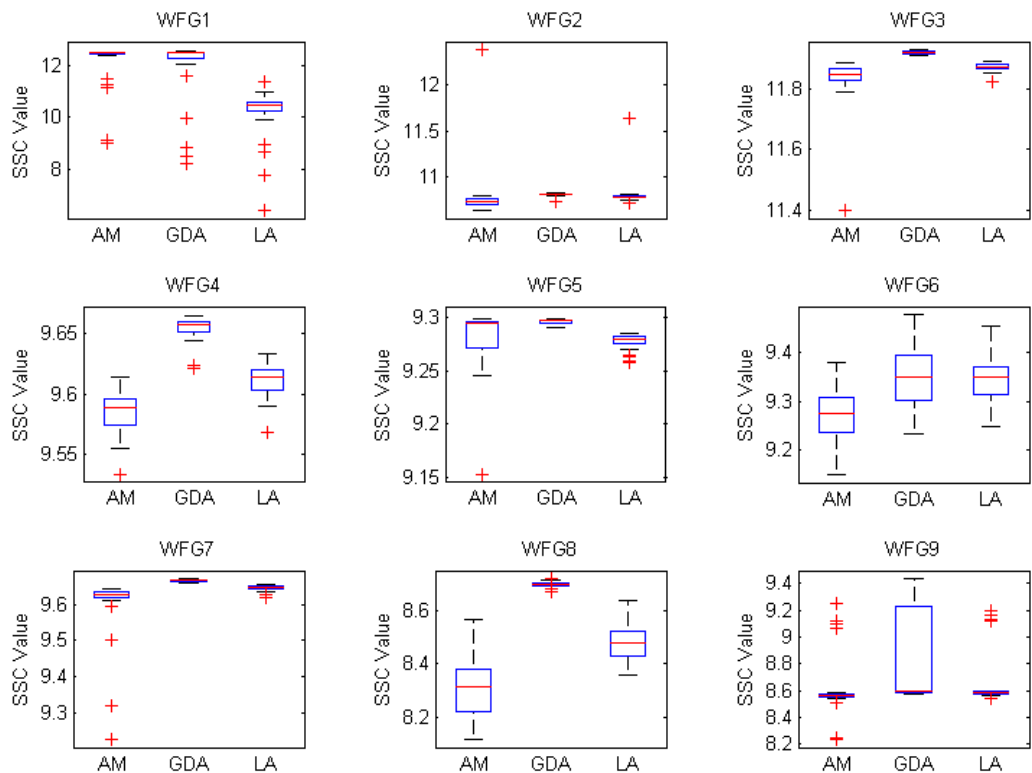 WFG1
SSC Value
12
10
8
AM GDA LA
WFG2
SSC Value
12
11.5
11
AM GDA LA
WFG3
SSC Value
11.8
11.6
11.4
AM GDA LA
WFG4
SSC Value
9.65
9.6
9.55
AM GDA LA
WFG5
SSC Value
9.3
9.25
9.2
9.15
AM GDA LA
WFG6
SSC Value
9.4
9.3
9.2
AM GDA LA
WFG7
SSC Value
9.6
9.5
9.4
9.3
AM GDA LA
WFG8
SSC Value
8.6
8.4
8.2
AM GDA LA
WFG9
SSC Value
9.4
9.2
9
8.8
8.6
8.4
8.2
AM GDA LA